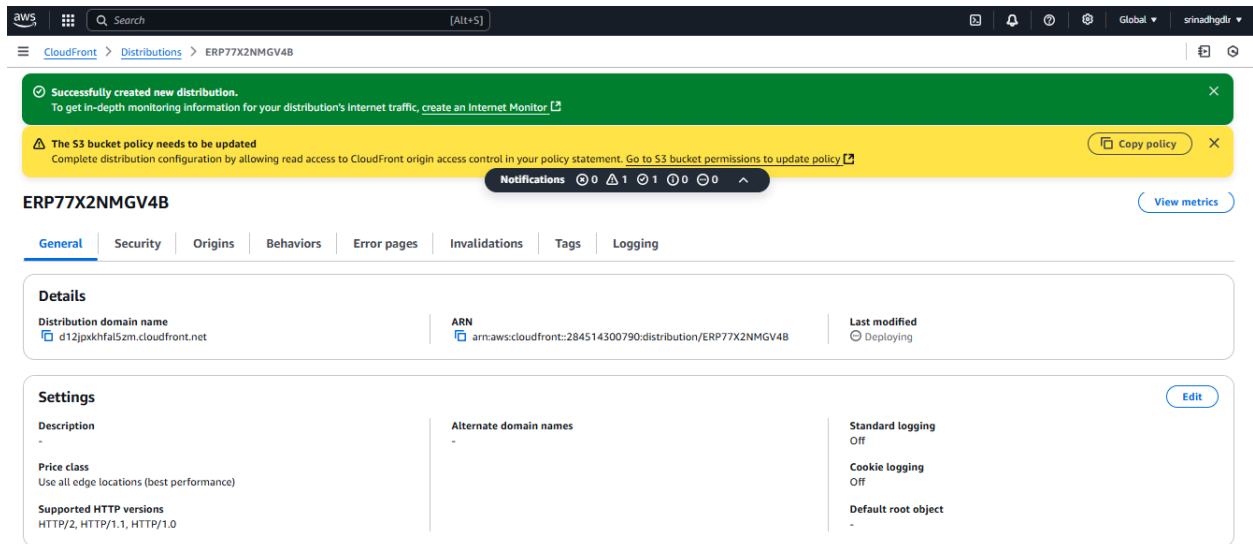 aws
Search
[Alt+S]
Global
srinadhgdlr
CloudFront > Distributions > ERP77X2NMGV4B
Successfully created new distribution.
To get in-depth monitoring information for your distribution's internet traffic, create an Internet Monitor
The S3 bucket policy needs to be updated
Complete distribution configuration by allowing read access to CloudFront origin access control in your policy statement. Go to S3 bucket permissions to update policy
Copy policy
Notifications 0 1 1 0 0
ERP77X2NMGV4B
View metrics
General Security Origins Behaviors Error pages Invalidations Tags Logging
Details
Distribution domain name
d12jpxkhfal5zm.cloudfront.net
ARN
arn:aws:cloudfront::284514300790:distribution/ERP77X2NMGV4B
Last modified
Deploying
Settings
Edit
Description
-
Price class
Use all edge locations (best performance)
Supported HTTP versions
HTTP/2, HTTP/1.1, HTTP/1.0
Alternate domain names
-
Standard logging
Off
Cookie logging
Off
Default root object
-